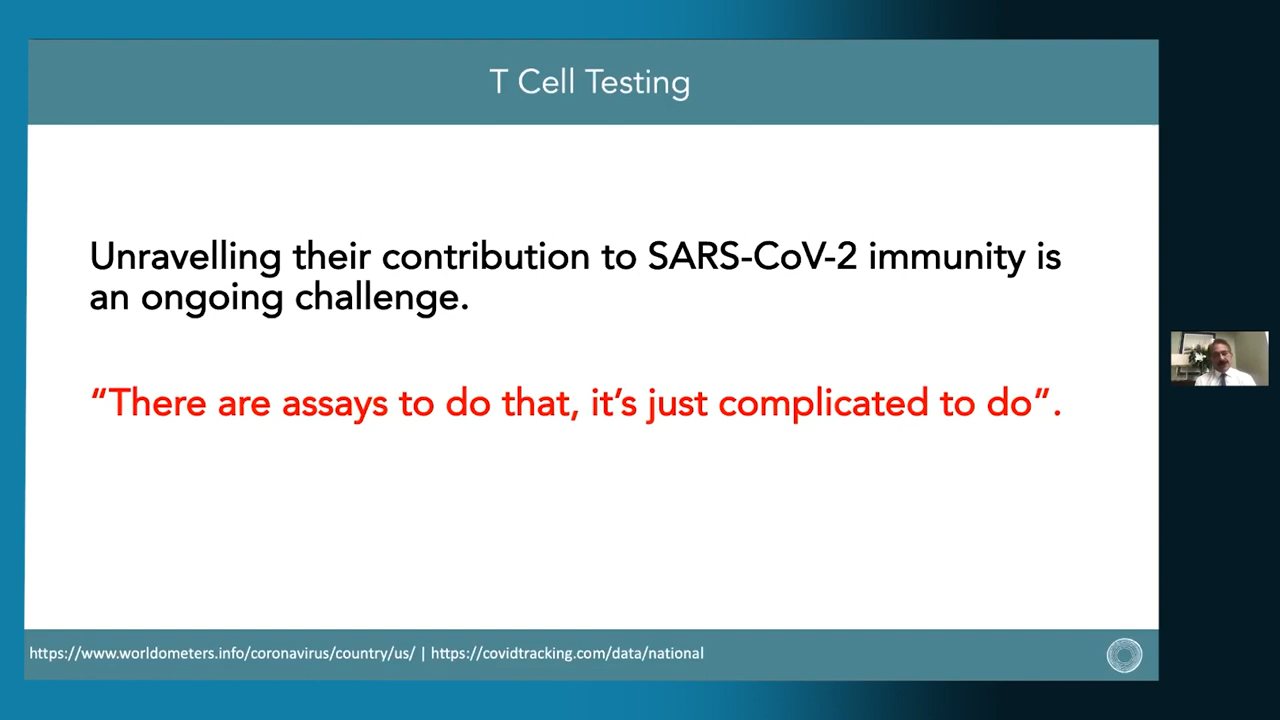 T Cell Testing
Unravelling their contribution to SARS-CoV-2 immunity is
an ongoing challenge.
“There are assays to do that, it’s just complicated to do”.
https://www.worldometers.info/coronavirus/country/us/ | https://covidtracking.com/data/national